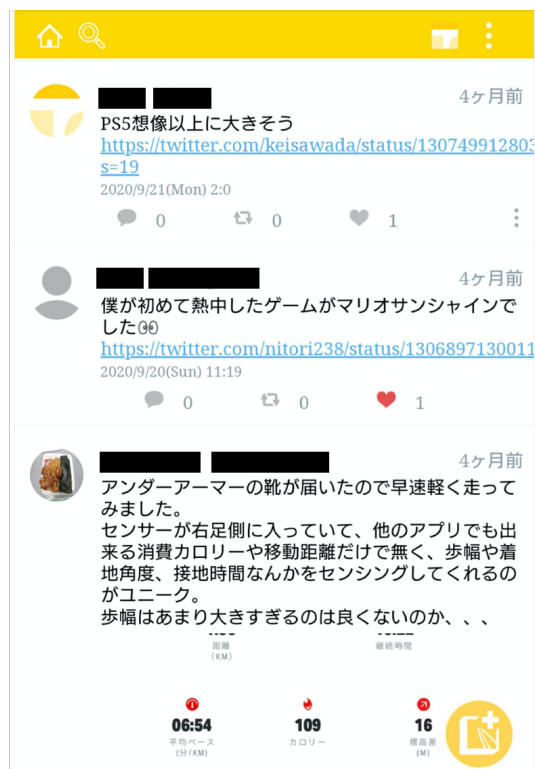 4ヶ月前
PS5想像以上に大きそう
https://twitter.com/keisawada/status/130749912803
s=19
2020/9/21(Mon) 2:0
0 0 1
4ヶ月前
僕が初めて熱中したゲームがマリオサンシャインで
した👀
https://twitter.com/nitori238/status/1306897130011
2020/9/20(Sun) 11:19
0 0 1
4ヶ月前
アンダーアーマーの靴が届いたので早速軽く走って
みました。
センサーが右足側に入っていて、他のアプリでも出
来る消費カロリーや移動距離だけで無く、歩幅や着
地角度、接地時間なんかをセンシングしてくれるの
がユニーク。
歩幅はあまり大きすぎるのは良くないのか、、、
距離 継続時間
(KM)
06:54 109 16
平均ペース カロリー 標高差
(分/KM) (M)